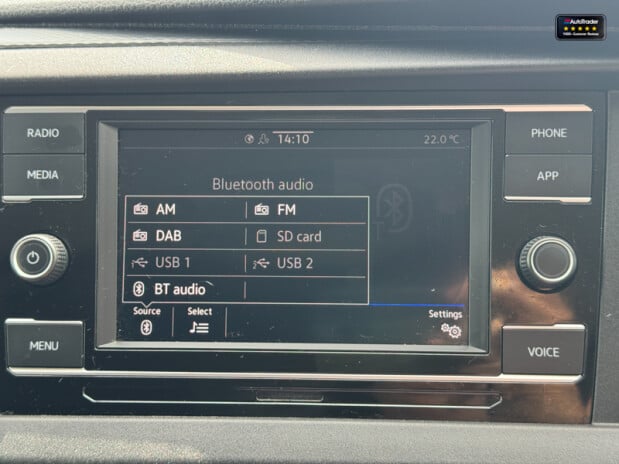 AutoTrader
RADIO
MEDIA
MENU
14:10
22.0°C
Bluetooth audio
AM
FM
DAB
SD card
USB 1
USB 2
BT audio
Source
Select
Settings
PHONE
APP
VOICE